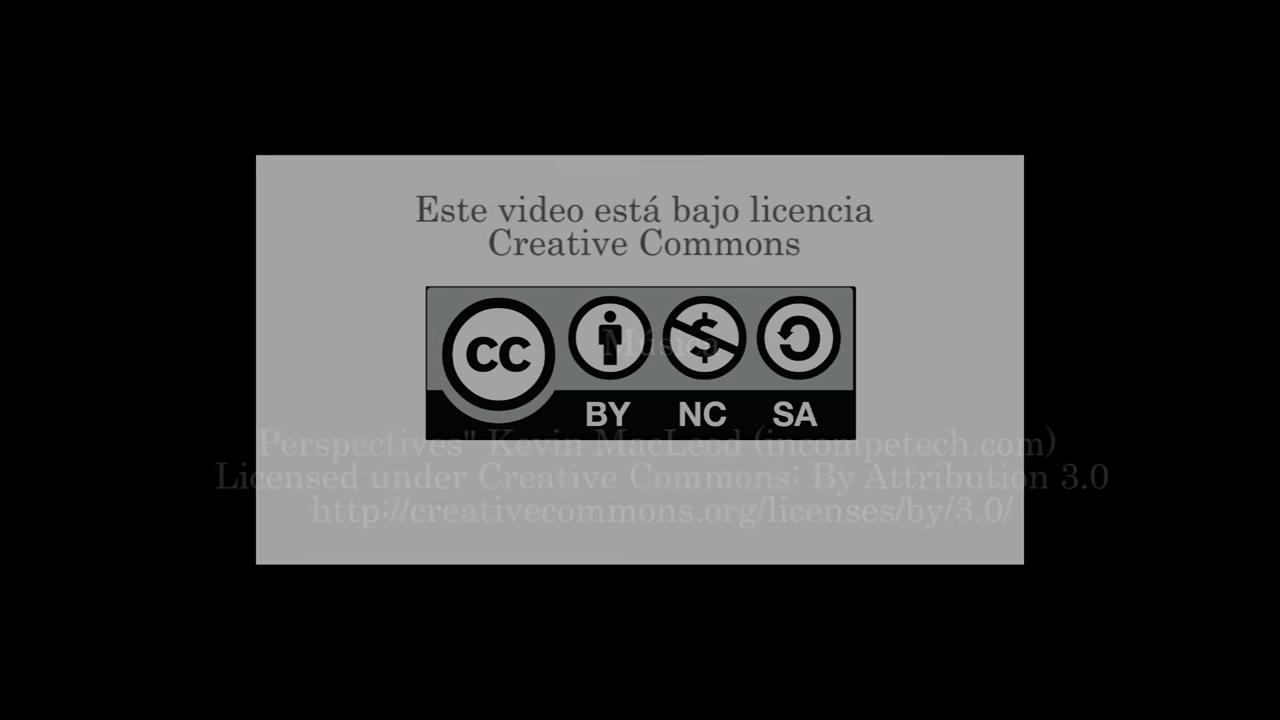 Este video está bajo licencia
Creative Commons
CC
BY NC SA
Música
Perspectives" Kevin MacLeod (incompetech.com)
Licensed under Creative Commons: By Attribution 3.0
http://creativecommons.org/licenses/by/3.0/